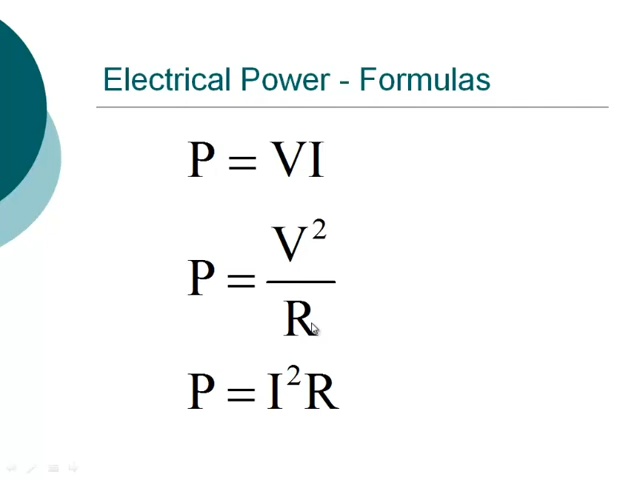 Electrical Power - Formulas
P = VI
P = V²/R
P = I²R